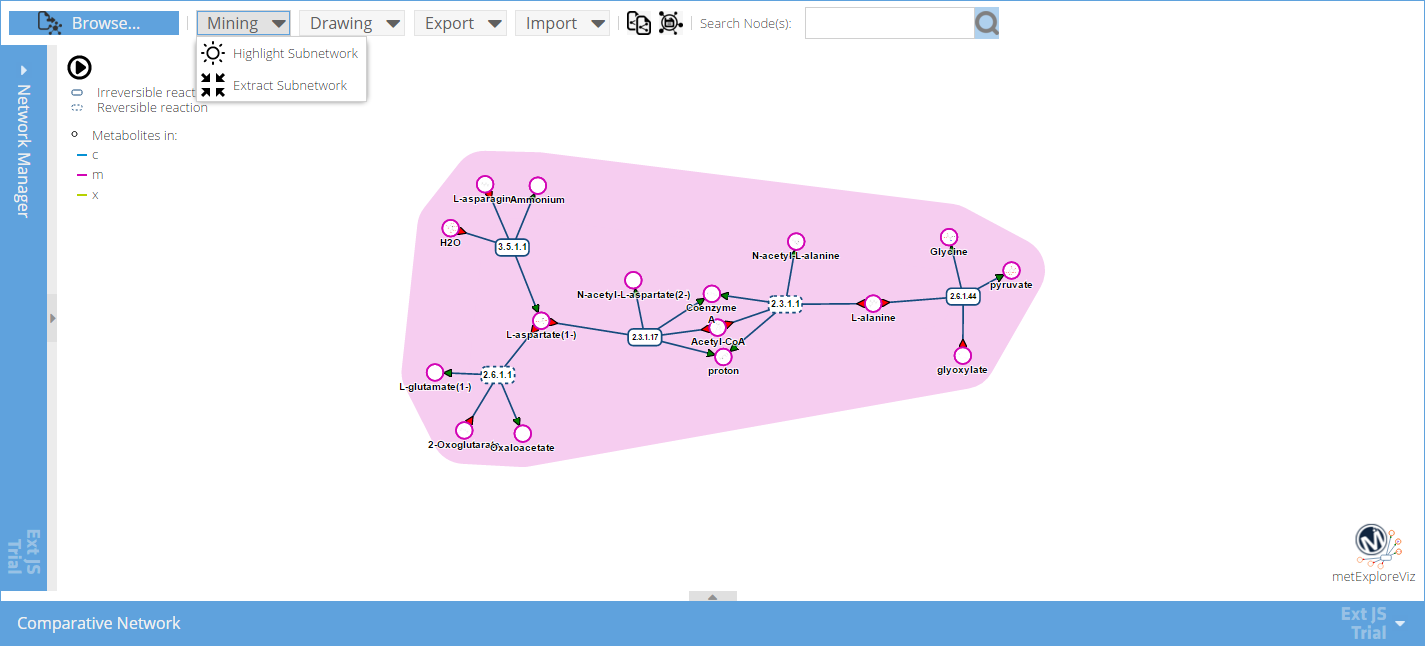 Browse...
Mining
Drawing
Export
Import
Search Node(s):
Highlight Subnetwork
Extract Subnetwork
Network Manager
Irreversible react
Reversible reaction
Metabolites in:
c
m
x
L-asparagin
Ammonium
H2O
3.5.1.1
N-acetyl-L-alanine
Glycine
pyruvate
N-acetyl-L-aspartate(2-)
Coenzyme
A
2.3.1.1
2.6.1.44
L-alanine
L-aspartate(1-)
2.3.1.17
Acetyl-CoA
proton
glyoxylate
2.6.1.1
L-glutamate(1-)
2-Oxoglutarate
Oxaloacetate
Ext JS
Trial
M
metExploreViz
Comparative Network
Ext JS
Trial